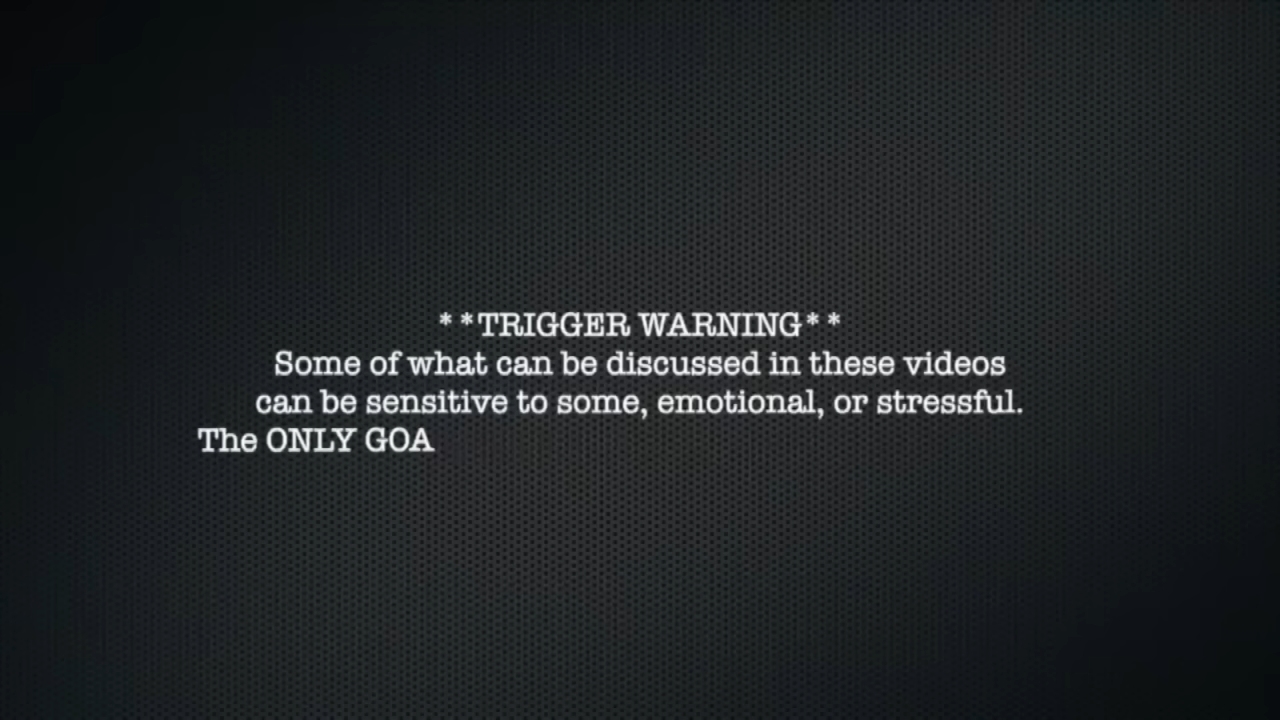 **TRIGGER WARNING**
Some of what can be discussed in these videos
can be sensitive to some, emotional, or stressful.
The ONLY GOA